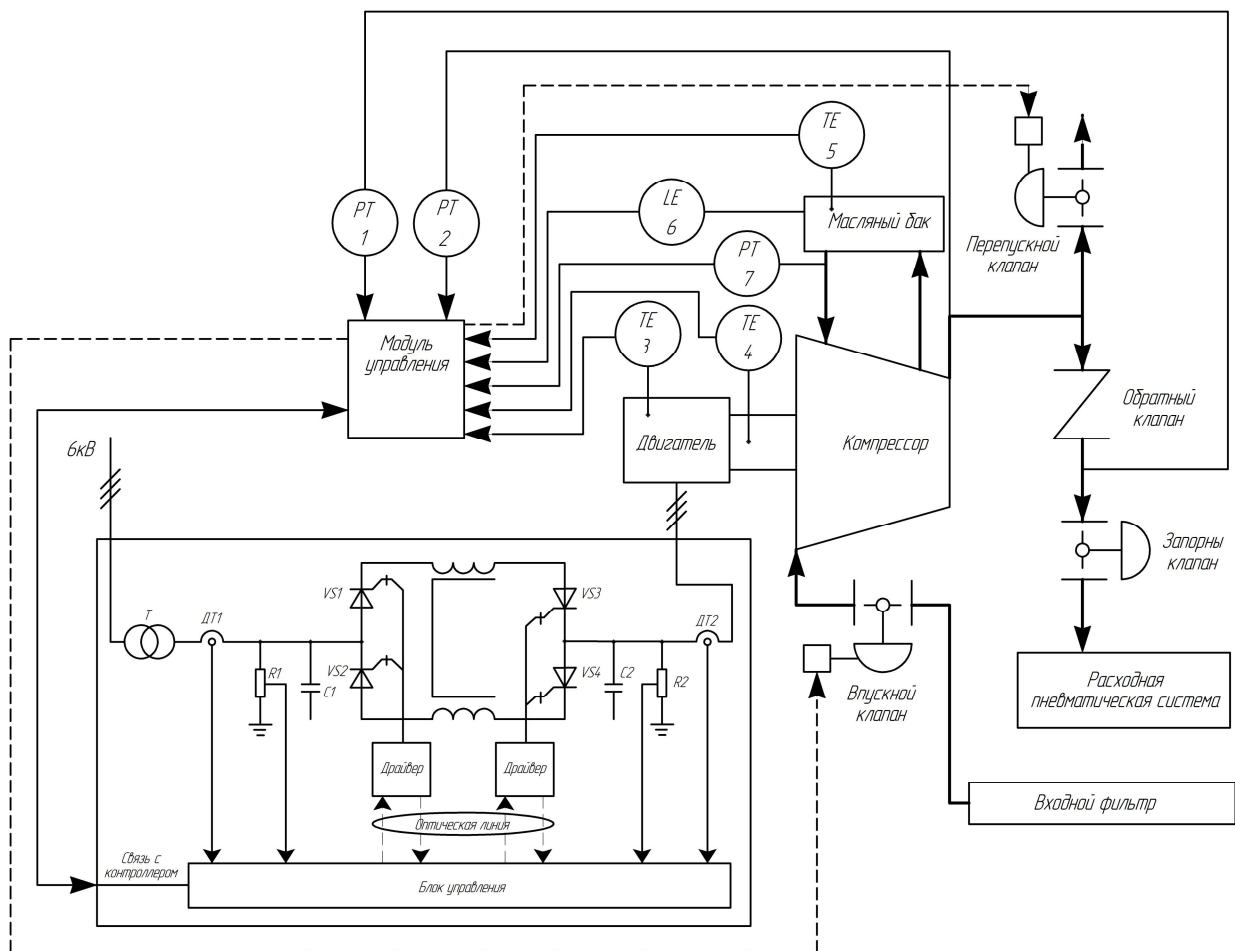 TE
5
PT
1
PT
2
LE
6
Масляный бак
PT
7
Перепускной
клапан
TE
3
TE
4
Модуль
управления
Обратный
клапан
6кВ
Двигатель
Компрессор
Запорны
клапан
VS1
VS3
T
ДТ1
ДТ2
R1
C1
VS2
VS4
C2
R2
Впускной
клапан
Расходная
пневматическая система
Драйвер
Драйвер
Оптическая линия
Входной фильтр
Связь с
контроллером
Блок управления